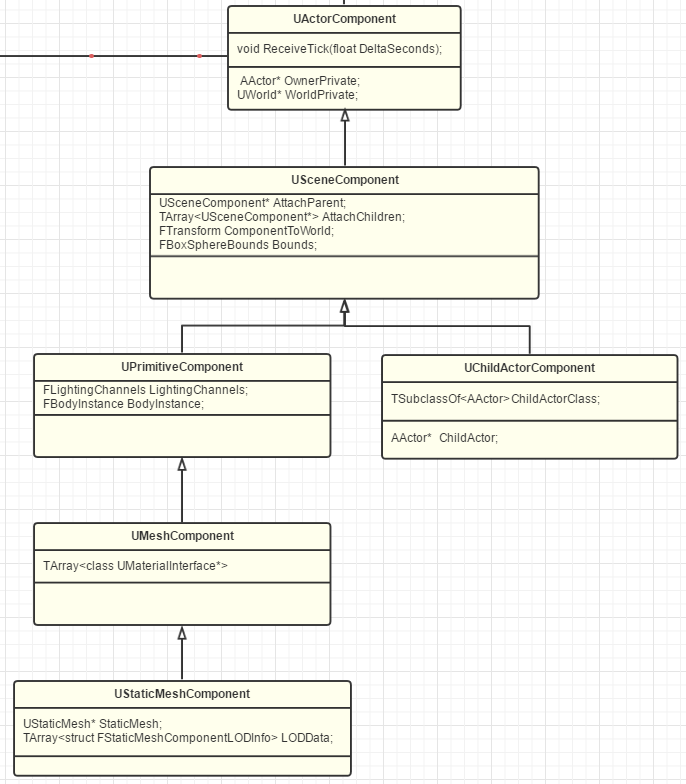 UActorComponent
void ReceiveTick(float DeltaSeconds);
AActor* OwnerPrivate;
UWorld* WorldPrivate;
USceneComponent
USceneComponent* AttachParent;
TArray<USceneComponent*> AttachChildren;
FTransform ComponentToWorld;
FBoxSphereBounds Bounds;
UPrimitiveComponent
FLightingChannels LightingChannels;
FBodyInstance BodyInstance;
UChildActorComponent
TSubclassOf<AActor> ChildActorClass;
AActor* ChildActor;
UMeshComponent
TArray<class UMaterialInterface*>
UStaticMeshComponent
UStaticMesh* StaticMesh;
TArray<struct FStaticMeshComponentLODInfo> LODData;